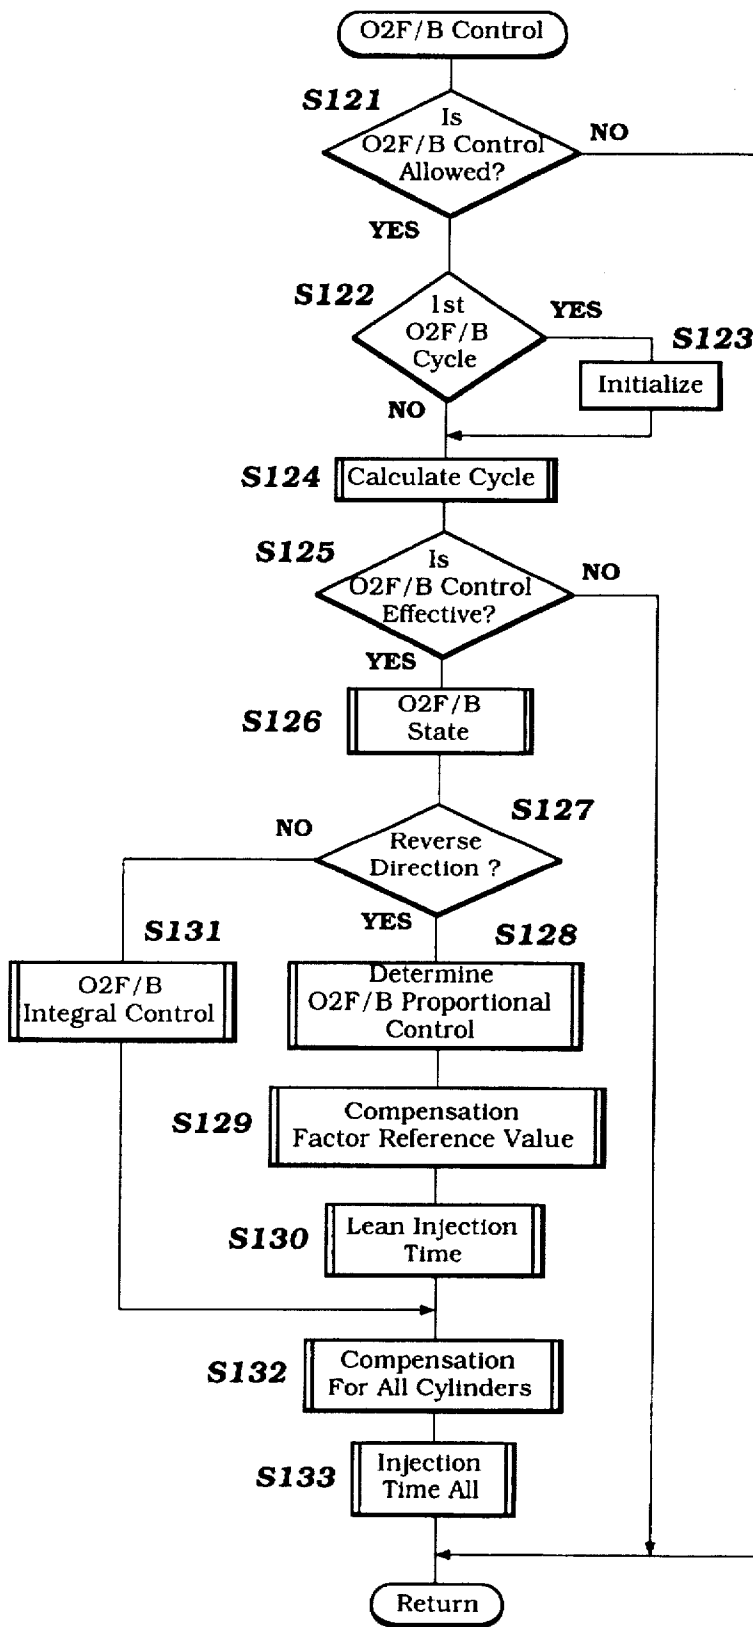 O2F/B Control
S121
Is
O2F/B Control
Allowed?
NO
YES
S122
1st
O2F/B
Cycle
YES
S123
Initialize
NO
S124
Calculate Cycle
S125
Is
O2F/B Control
Effective?
NO
YES
S126
O2F/B
State
S127
NO
Reverse
Direction ?
YES
S131
S128
O2F/B
Integral Control
Determine
O2F/B Proportional
Control
S129
Compensation
Factor Reference Value
S130
Lean Injection
Time
S132
Compensation
For All Cylinders
S133
Injection
Time All
Return